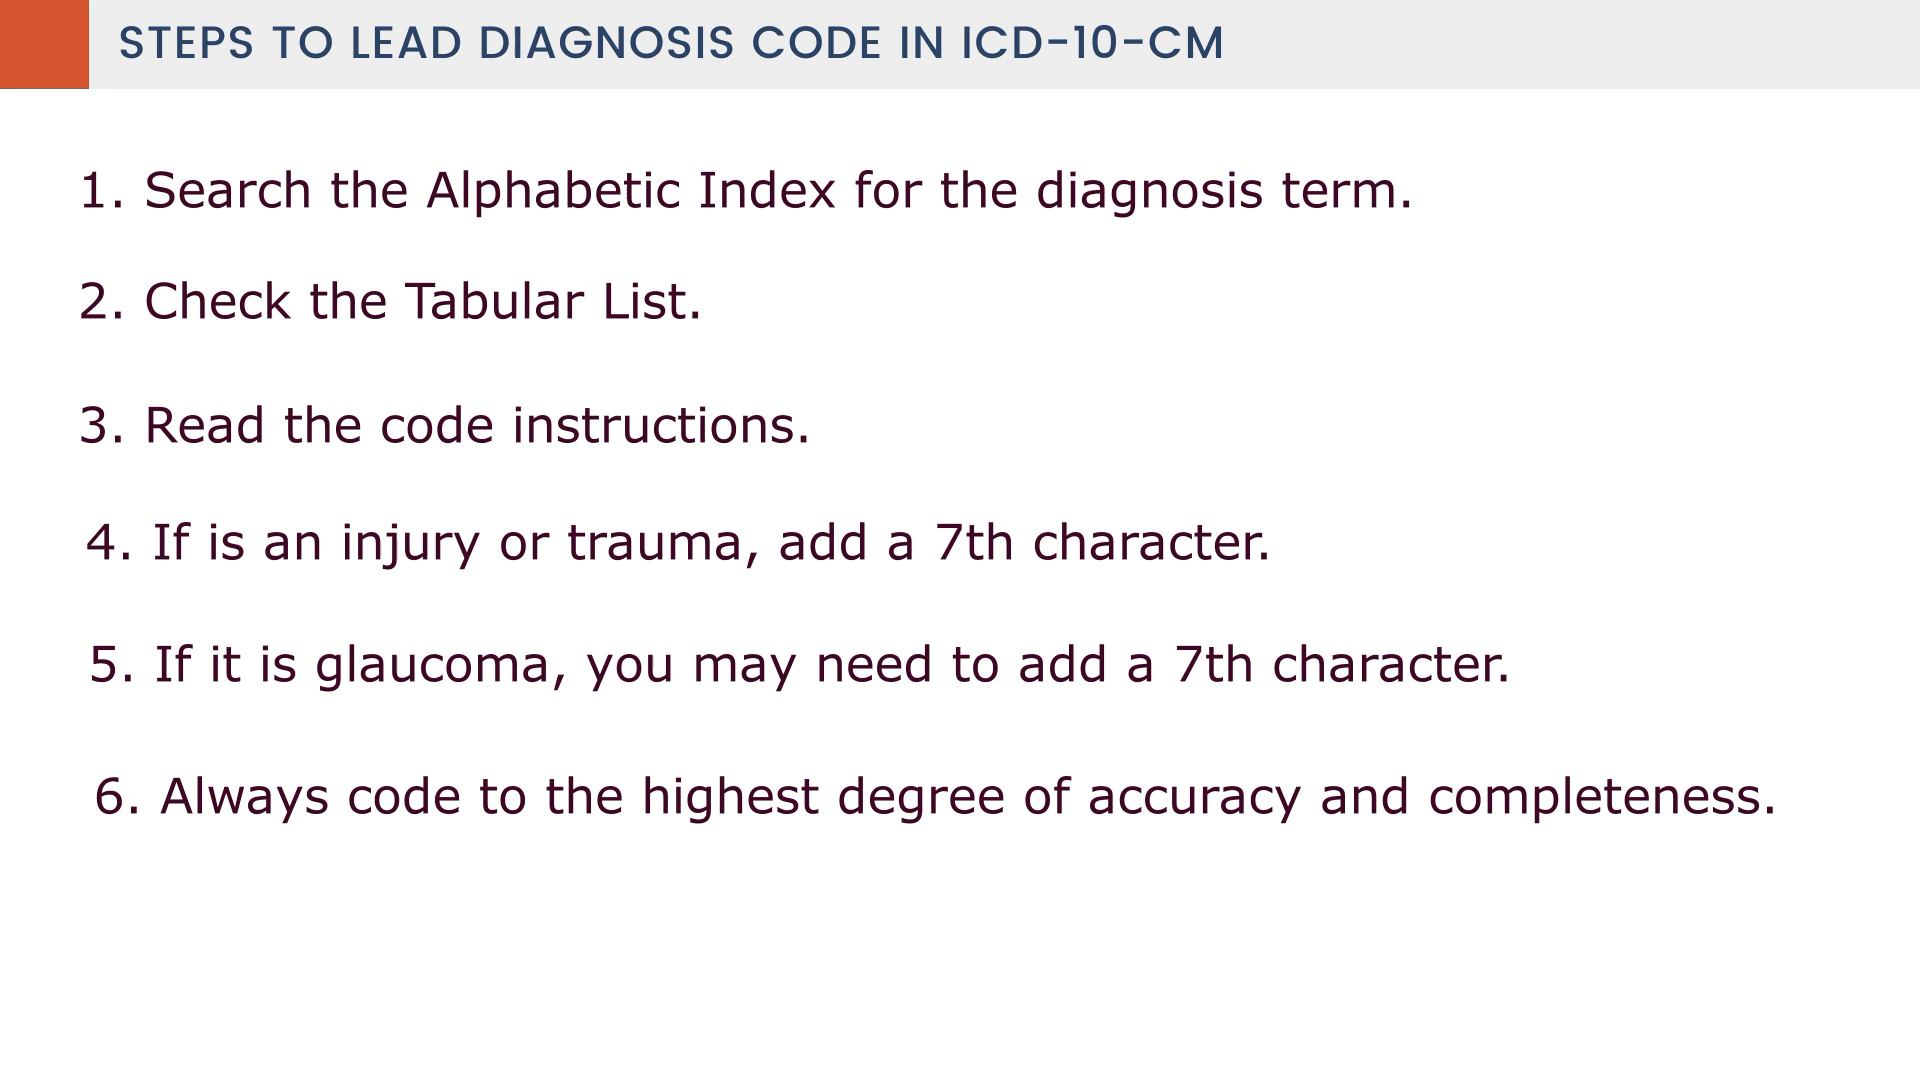 STEPS TO LEAD DIAGNOSIS CODE IN ICD-10-CM
1. Search the Alphabetic Index for the diagnosis term.
2. Check the Tabular List.
3. Read the code instructions.
4. If is an injury or trauma, add a 7th character.
5. If it is glaucoma, you may need to add a 7th character.
6. Always code to the highest degree of accuracy and completeness.